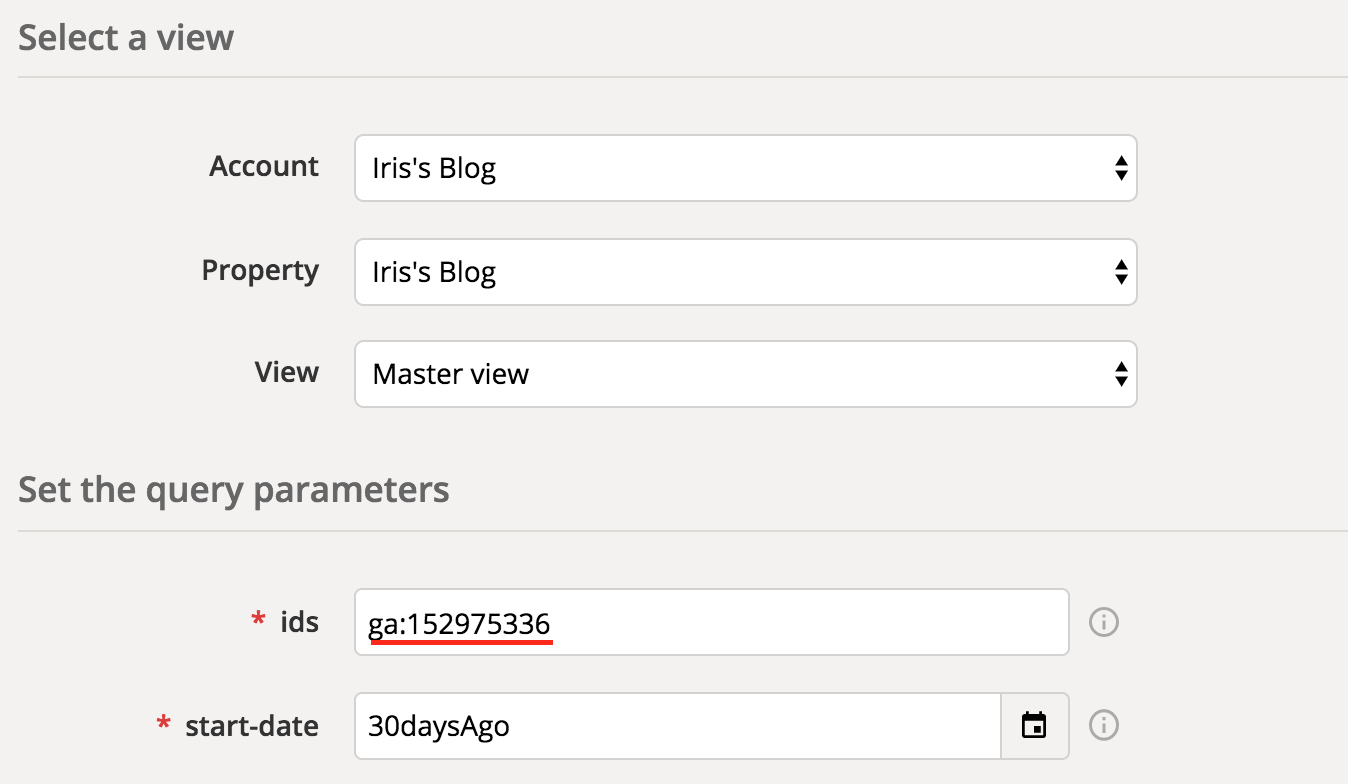 Select a view
Account Iris's Blog
Property Iris's Blog
View Master view
Set the query parameters
* ids ga:152975336
* start-date 30daysAgo